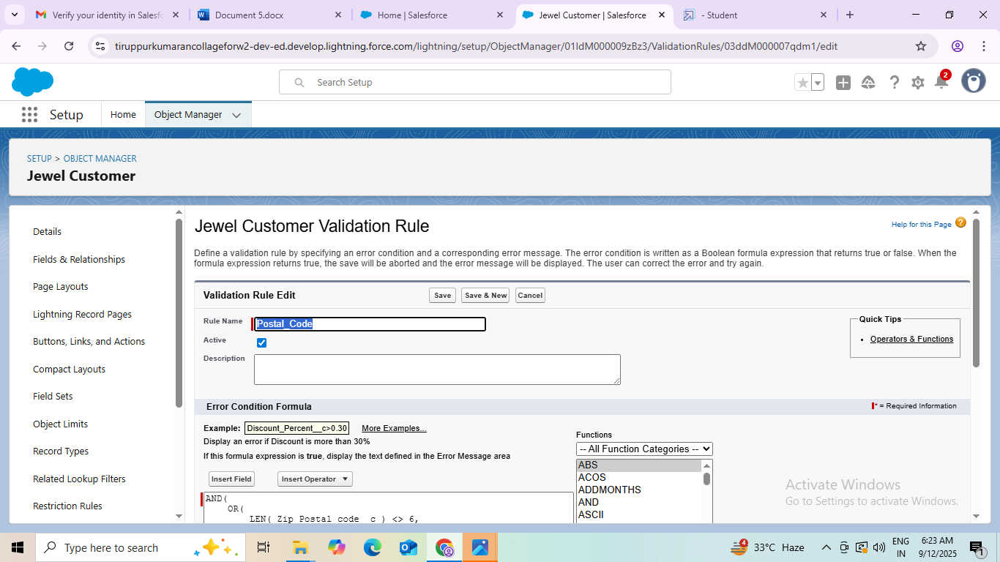 Verify your identity in Salesfo
Document 5.docx
Home | Salesforce
Jewel Customer | Salesforce
- Student
tiruppurkumarancollageforw2-dev-ed.develop.lightning.force.com/lightning/setup/ObjectManager/01IdM000009zBz3/ValidationRules/03ddM000007qdm1/edit
Search Setup
2
Setup
Home
Object Manager
SETUP > OBJECT MANAGER
Jewel Customer
Details
Fields & Relationships
Page Layouts
Lightning Record Pages
Buttons, Links, and Actions
Compact Layouts
Field Sets
Object Limits
Record Types
Related Lookup Filters
Restriction Rules
Jewel Customer Validation Rule
Help for this Page ?
Define a validation rule by specifying an error condition and a corresponding error message. The error condition is written as a Boolean formula expression that returns true or false. When the
formula expression returns true, the save will be aborted and the error message will be displayed. The user can correct the error and try again.
Validation Rule Edit
Save
Save & New
Cancel
Rule Name
Postal_Code
Active
Description
Quick Tips
• Operators & Functions
Error Condition Formula
* = Required Information
Example: Discount_Percent__c>0.30 More Examples...
Display an error if Discount is more than 30%
If this formula expression is true, display the text defined in the Error Message area
Insert Field
Insert Operator
AND(
OR(
LEN( Zip_Postal_code__c ) <> 6,
Functions
-- All Function Categories --
ABS
ACOS
ADDMONTHS
AND
ASCII
Activate Windows
Go to Settings to activate Windows.
Type here to search
4
33°C Haze
ENG
IN
6:23 AM
9/12/2025
1